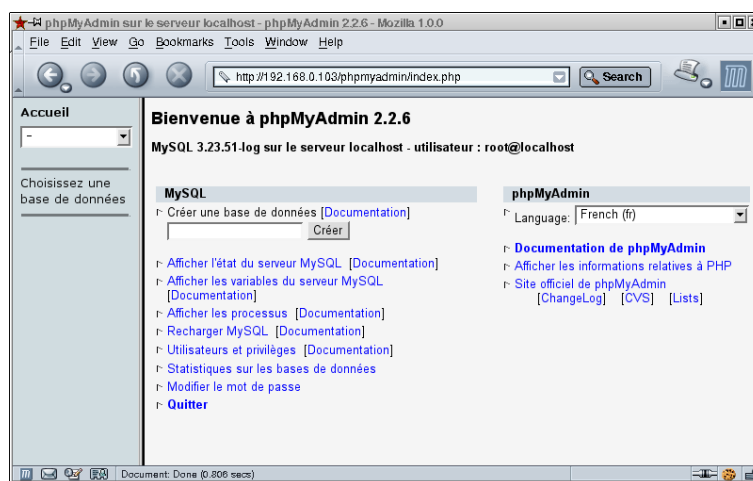 phpMyAdmin sur le serveur localhost - phpMyAdmin 2.2.6 - Mozilla 1.0.0
File Edit View Go Bookmarks Tools Window Help
http://192.168.0.103/phpmyadmin/index.php Search
Accueil
-
Choisissez une
base de données
Bienvenue à phpMyAdmin 2.2.6
MySQL 3.23.51-log sur le serveur localhost - utilisateur : root@localhost
MySQL
Créer une base de données [Documentation]
Créer
Afficher l'état du serveur MySQL [Documentation]
Afficher les variables du serveur MySQL
[Documentation]
Afficher les processus [Documentation]
Recharger MySQL [Documentation]
Utilisateurs et privilèges [Documentation]
Statistiques sur les bases de données
Modifier le mot de passe
Quitter
phpMyAdmin
Language: French (fr)
Documentation de phpMyAdmin
Afficher les informations relatives à PHP
Site officiel de phpMyAdmin
[ChangeLog] [CVS] [Lists]
Document: Done (0.806 secs)